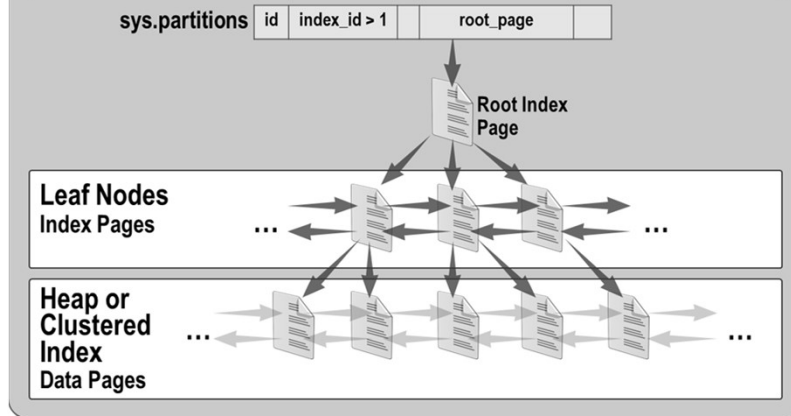 sys.partitions id index_id > 1 root_page
Root Index
Page
Leaf Nodes
Index Pages
... ...
Heap or
Clustered
Index
... ...
Data Pages